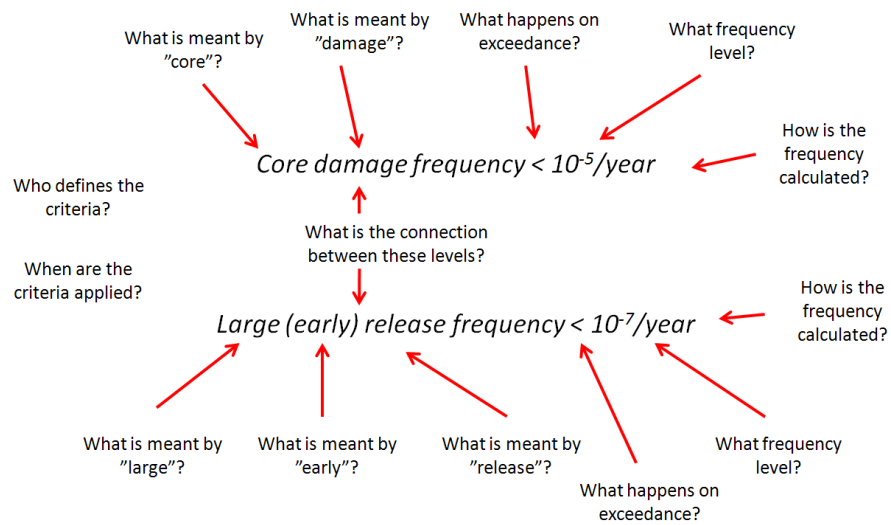 What is meant by
”core”?
What is meant by
”damage”?
What happens on
exceedance?
What frequency
level?
How is the
frequency
calculated?
Core damage frequency < 10⁻⁵/year
Who defines the
criteria?
What is the connection
between these levels?
When are the
criteria applied?
How is the
frequency
calculated?
Large (early) release frequency < 10⁻⁷/year
What is meant by
”large”?
What is meant by
”early”?
What is meant by
”release”?
What happens on
exceedance?
What frequency
level?